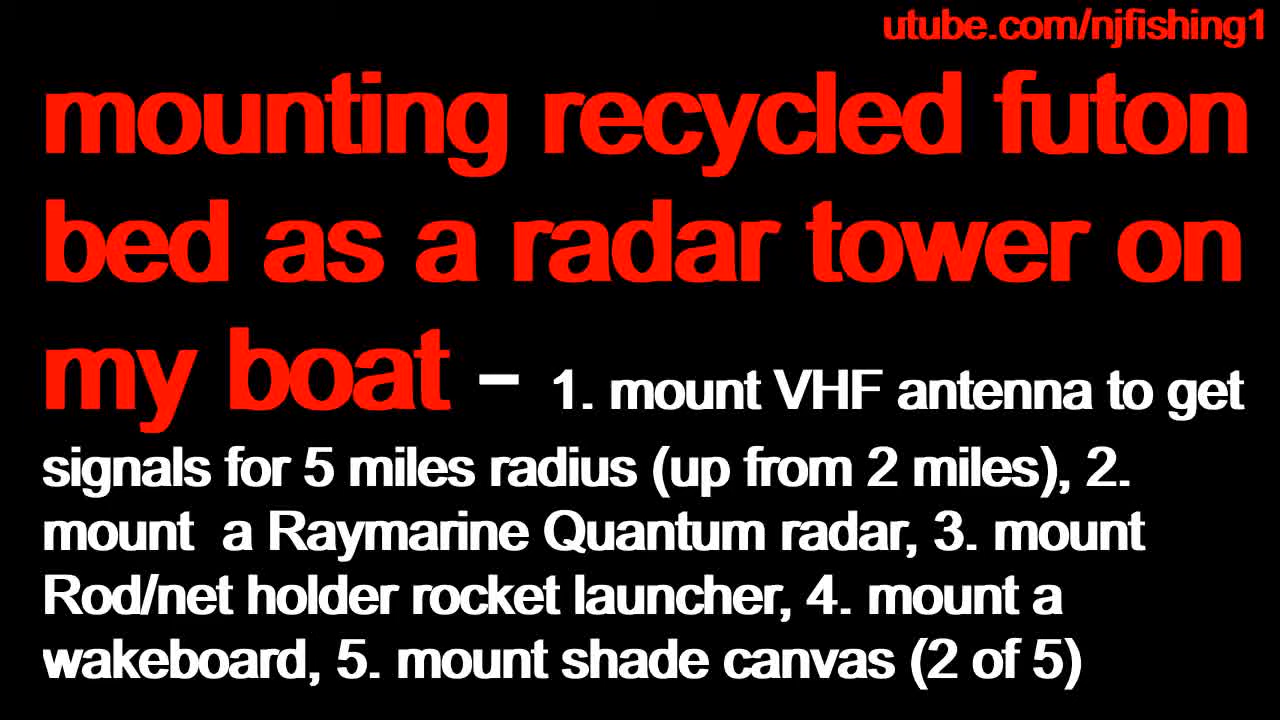 utube.com/njfishing1
mounting recycled futon
bed as a radar tower on
my boat - 1. mount VHF antenna to get
signals for 5 miles radius (up from 2 miles), 2.
mount  a Raymarine Quantum radar, 3. mount
Rod/net holder rocket launcher, 4. mount a
wakeboard, 5. mount shade canvas (2 of 5)